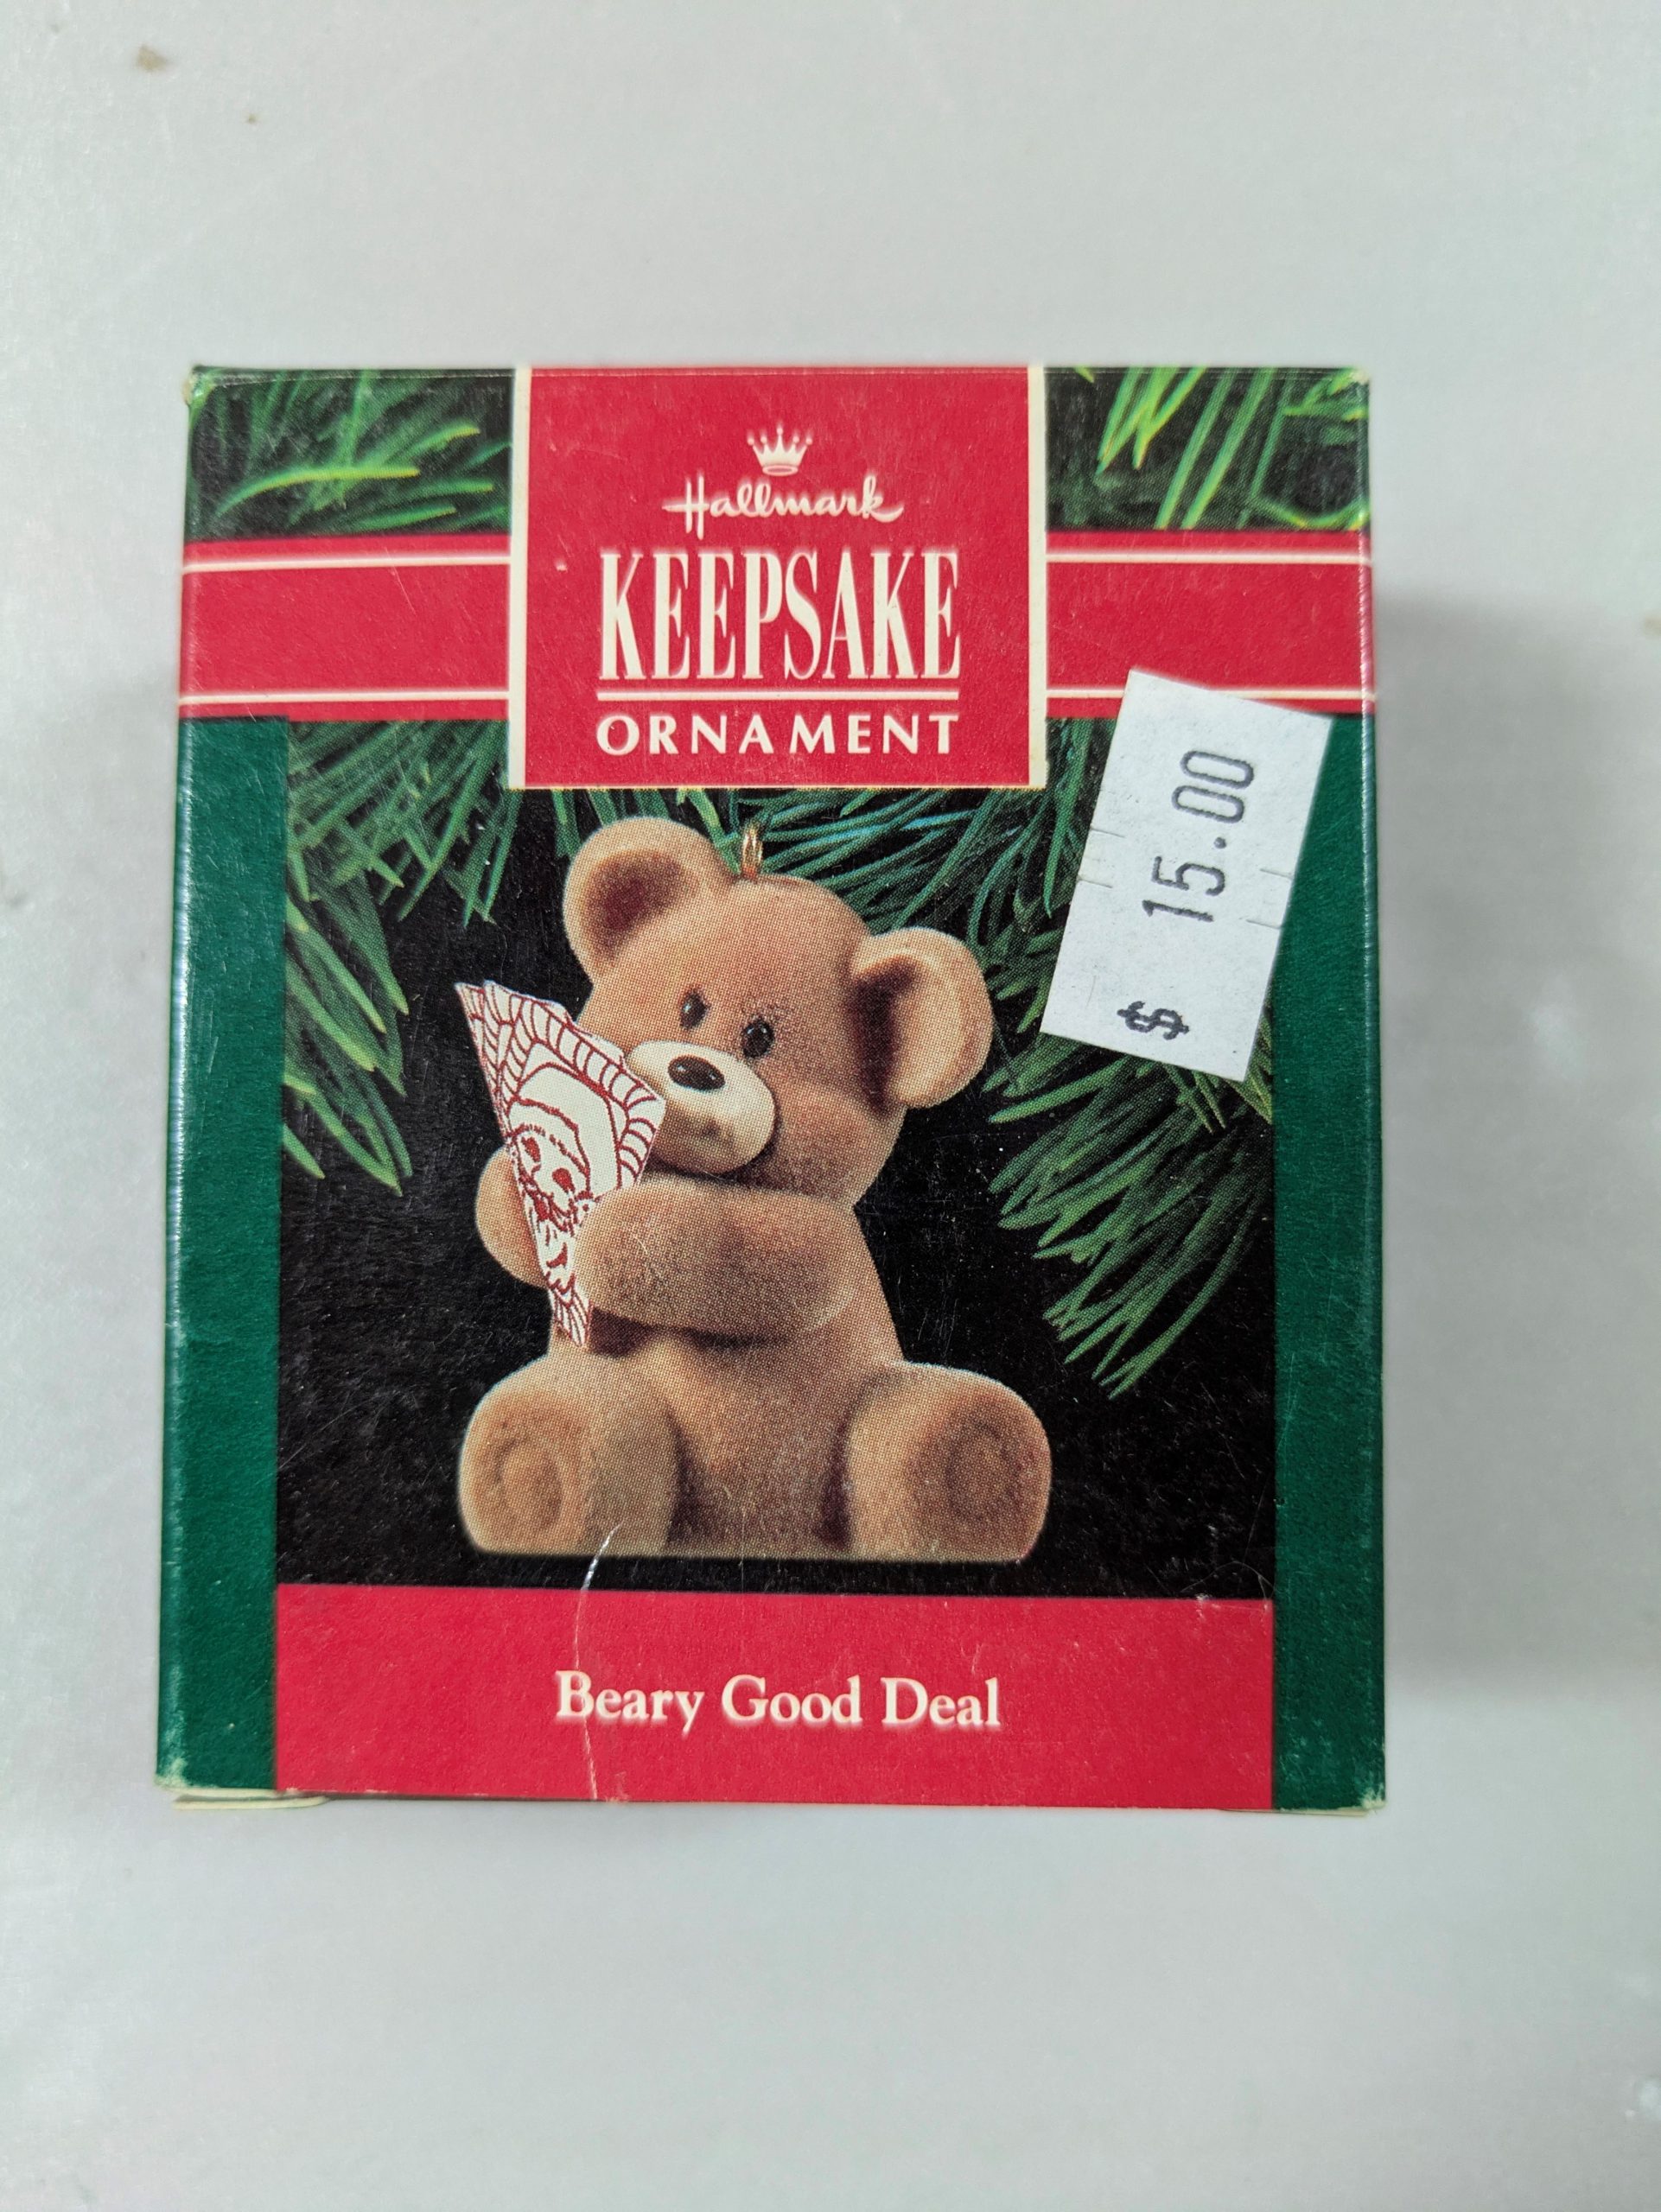 Hallmark
KEEPSAKE
ORNAMENT
$ 15.00
Beary Good Deal